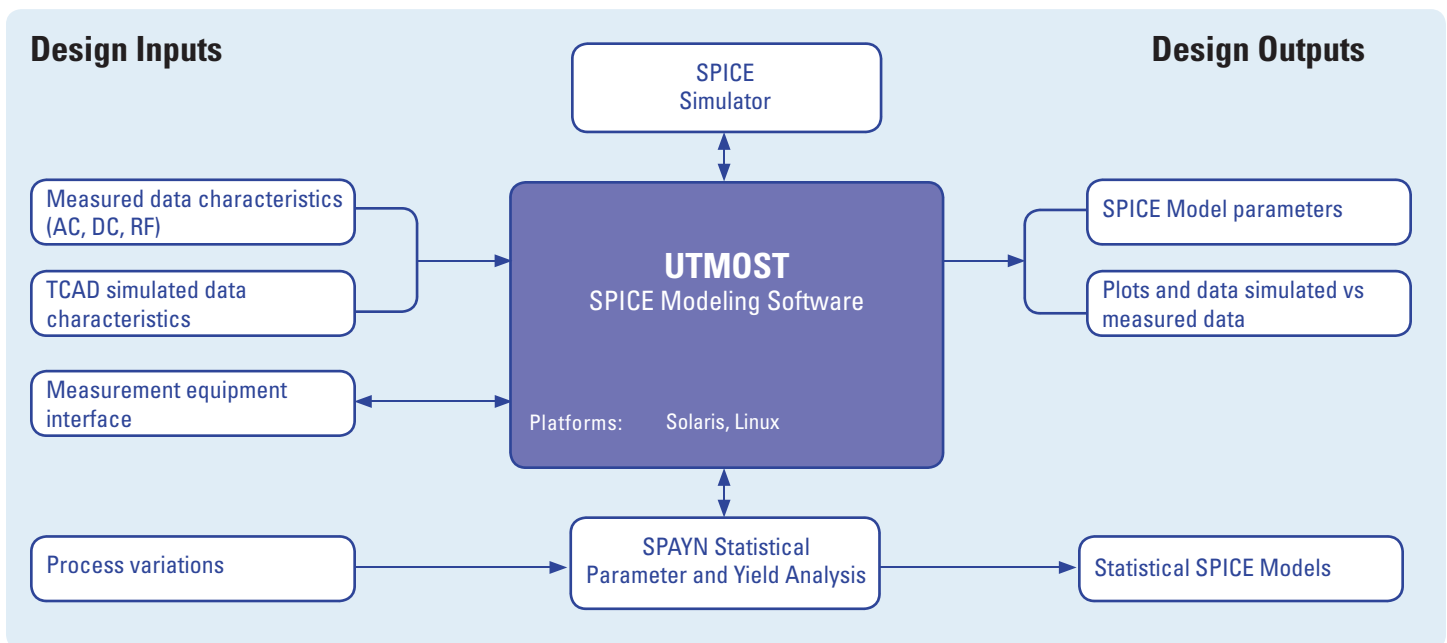 Design Inputs
Design Outputs
SPICE
Simulator
Measured data characteristics
(AC, DC, RF)
TCAD simulated data
characteristics
Measurement equipment
interface
UTMOST
SPICE Modeling Software
Platforms: Solaris, Linux
SPICE Model parameters
Plots and data simulated vs
measured data
Process variations
SPAYN Statistical
Parameter and Yield Analysis
Statistical SPICE Models